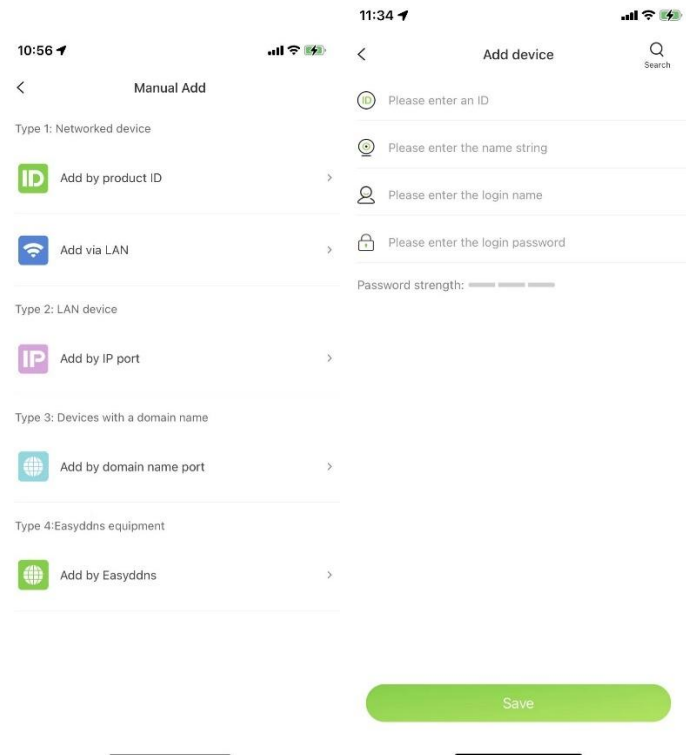 10:56
Manual Add
Type 1: Networked device
ID Add by product ID
Add via LAN
Type 2: LAN device
IP Add by IP port
Type 3: Devices with a domain name
Add by domain name port
Type 4:Easyddns equipment
Add by Easyddns
11:34
Add device
Search
ID Please enter an ID
Please enter the name string
Please enter the login name
Please enter the login password
Password strength:
Save